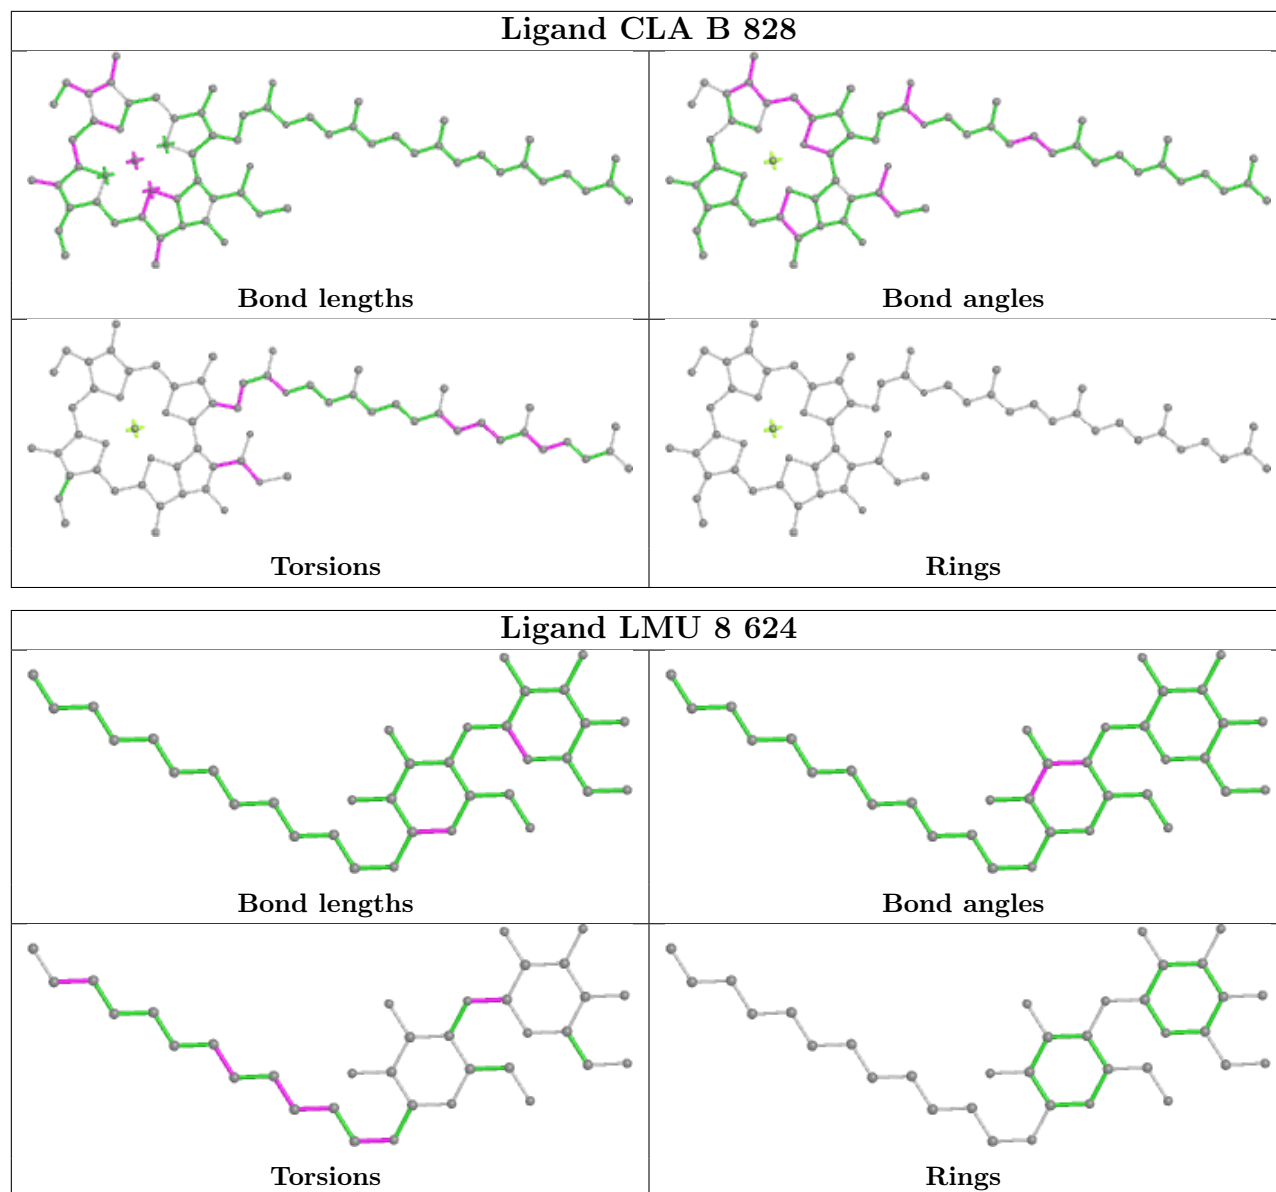 Ligand CLA B 828
Bond lengths
Bond angles
Torsions
Rings
Ligand LMU 8 624
Bond lengths
Bond angles
Torsions
Rings